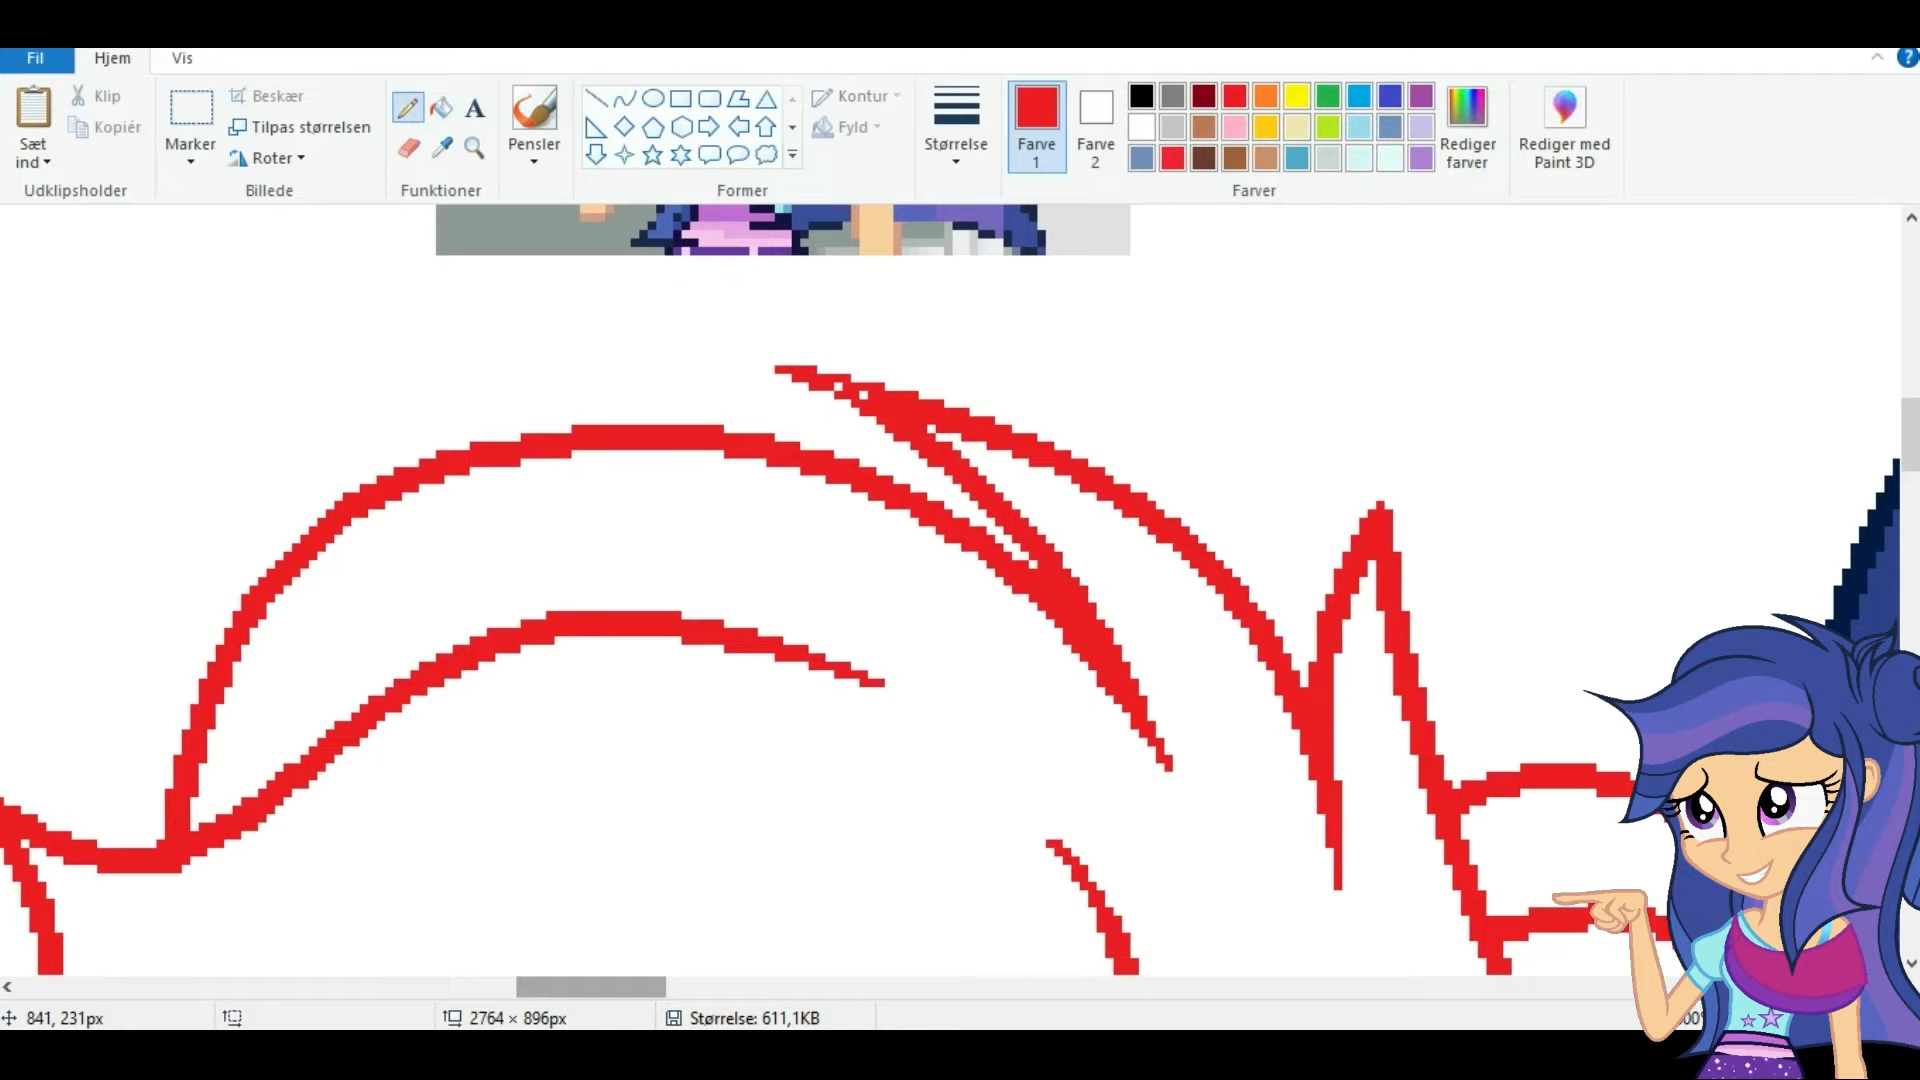 Fil Hjem Vis
Klip Beskær Kontur
Kopiér Tilpas størrelsen Fyld
Sæt ind Marker Roter A Pensler Størrelse Farve 1 Farve 2 Rediger farver Rediger med Paint 3D
Udklipsholder Billede Funktioner Former Farver
841, 231px 2764 × 896px Størrelse: 611,1KB